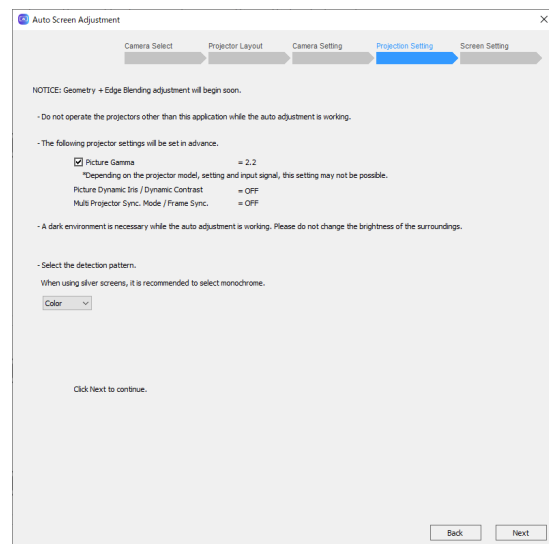 Auto Screen Adjustment
Camera Select Projector Layout Camera Setting Projection Setting Screen Setting
NOTICE: Geometry + Edge Blending adjustment will begin soon.
- Do not operate the projectors other than this application while the auto adjustment is working.
- The following projector settings will be set in advance.
Picture Gamma = 2.2
*Depending on the projector model, setting and input signal, this setting may not be possible.
Picture Dynamic Iris / Dynamic Contrast = OFF
Multi Projector Sync. Mode / Frame Sync. = OFF
- A dark environment is necessary while the auto adjustment is working. Please do not change the brightness of the surroundings.
- Select the detection pattern.
When using silver screens, it is recommended to select monochrome.
Color
Click Next to continue.
Back Next